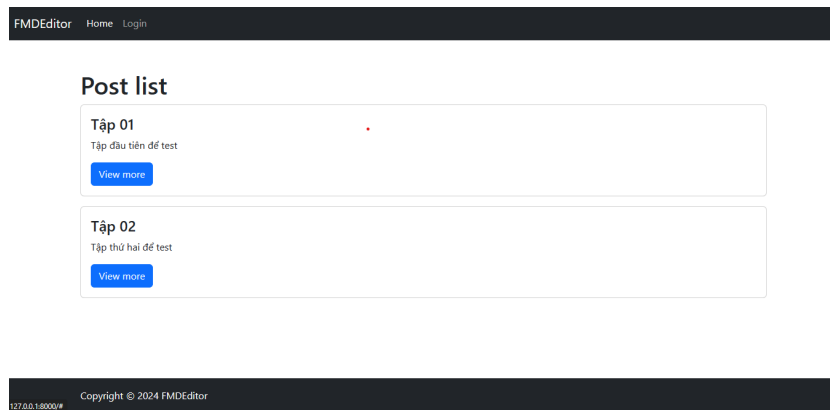 FMDEditor Home Login
Post list
Tập 01
Tập đầu tiên để test
View more
Tập 02
Tập thứ hai để test
View more
Copyright © 2024 FMDEditor
127.0.0.1:8000/#